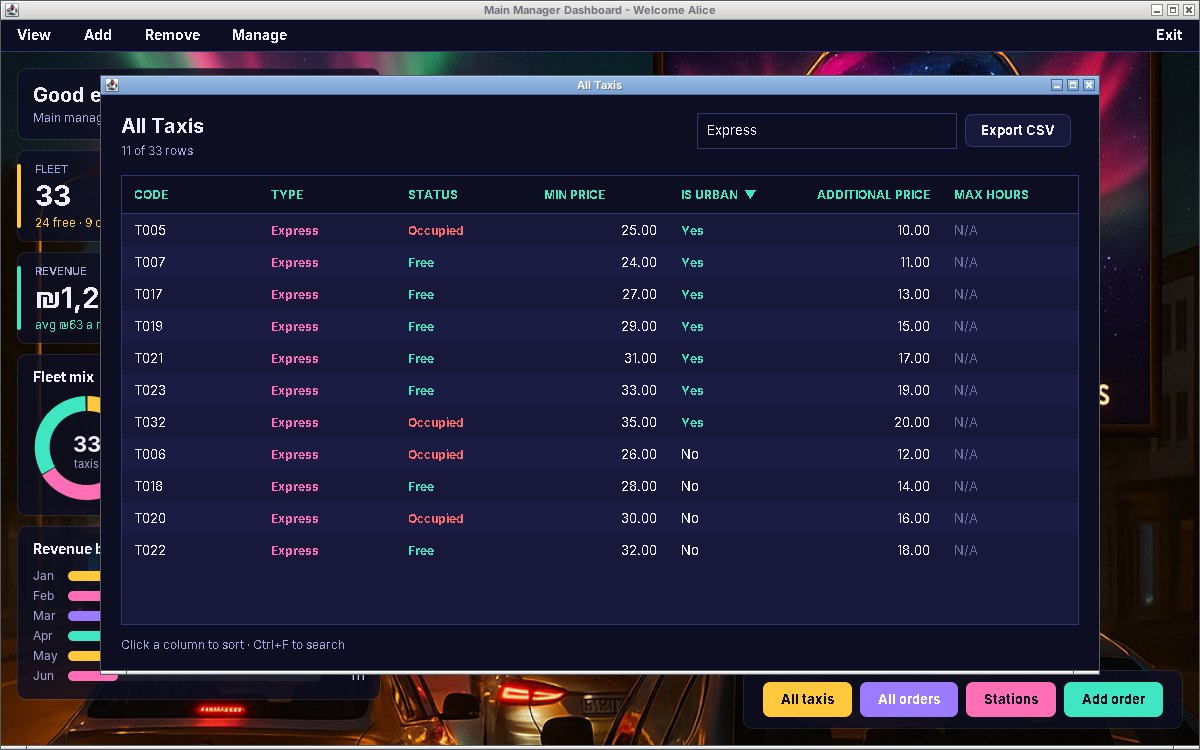 Main Manager Dashboard - Welcome Alice
View Add Remove Manage Exit
Good e
Main manag
FLEET
33
24 free · 9 o
REVENUE
₪1,2
avg ₪63 a r
Fleet mix
33
taxis
Revenue b
Jan
Feb
Mar
Apr
May
Jun
All Taxis
All Taxis
11 of 33 rows
Express
Export CSV
CODE TYPE STATUS MIN PRICE IS URBAN ▼ ADDITIONAL PRICE MAX HOURS
T005 Express Occupied 25.00 Yes 10.00 N/A
T007 Express Free 24.00 Yes 11.00 N/A
T017 Express Free 27.00 Yes 13.00 N/A
T019 Express Free 29.00 Yes 15.00 N/A
T021 Express Free 31.00 Yes 17.00 N/A
T023 Express Free 33.00 Yes 19.00 N/A
T032 Express Occupied 35.00 Yes 20.00 N/A
T006 Express Occupied 26.00 No 12.00 N/A
T018 Express Free 28.00 No 14.00 N/A
T020 Express Occupied 30.00 No 16.00 N/A
T022 Express Free 32.00 No 18.00 N/A
Click a column to sort · Ctrl+F to search
S
All taxis All orders Stations Add order